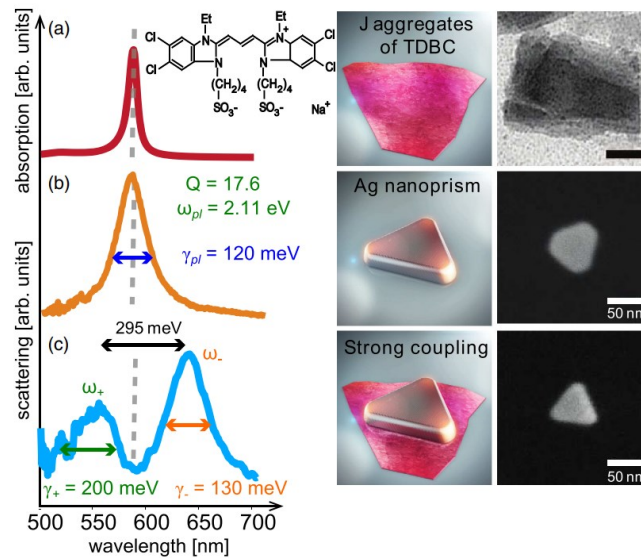 (a)
Et
Et
N
N+
Cl
Cl
Cl
Cl
N
N
(CH2)4
(CH2)4
SO3-
SO3-
Na+
absorption [arb. units]
J aggregates
of TDBC
(b)
Q = 17.6
ωpl = 2.11 eV
γpl = 120 meV
Ag nanoprism
50 nm
scattering [arb. units]
295 meV
(c)
ω+
ω-
γ+ = 200 meV
γ- = 130 meV
Strong coupling
50 nm
500 550 600 650 700
wavelength [nm]